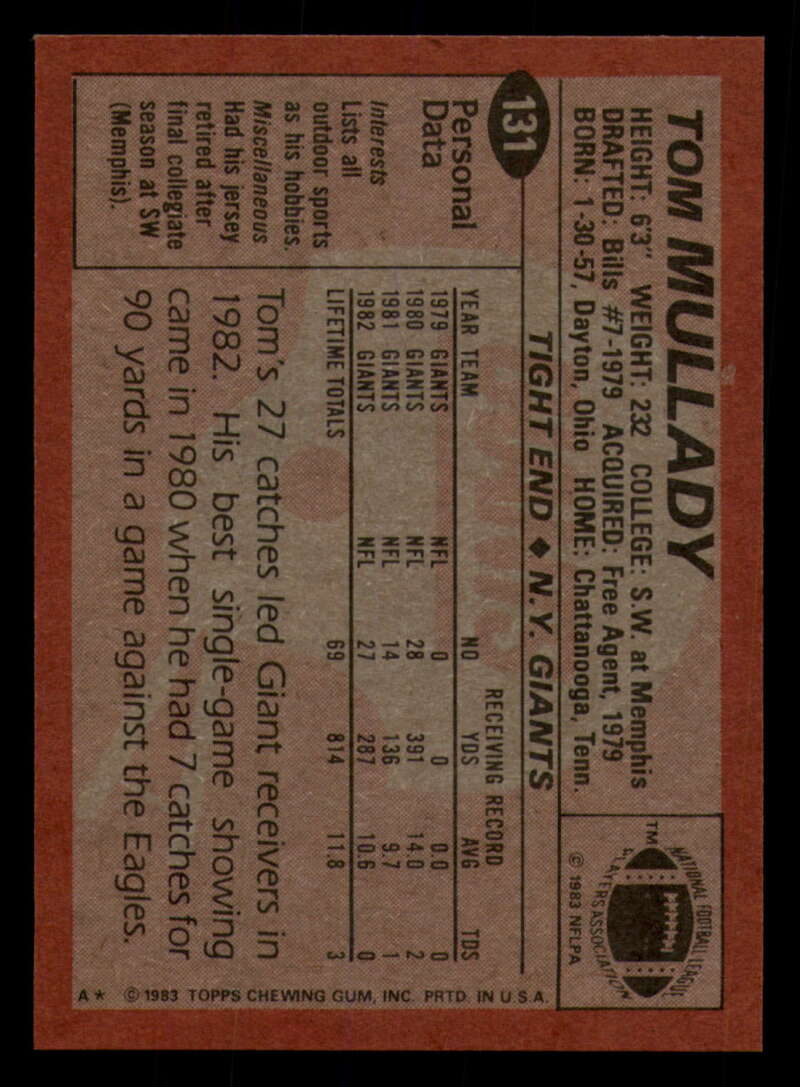 TOM MULLADY
HEIGHT: 6'3" WEIGHT: 232 COLLEGE: S.W. at Memphis
DRAFTED: Bills #7-1979 ACQUIRED: Free Agent, 1979
BORN: 1-30-57, Dayton, Ohio HOME: Chattanooga, Tenn.
NATIONAL FOOTBALL LEAGUE
PLAYERS ASSOCIATION
TM
© 1983 NFLPA
131
TIGHT END ♦ N.Y. GIANTS
Personal
Data
Interests
Lists all
outdoor sports
as his hobbies.
Miscellaneous
Had his jersey
retired after
final collegiate
season at SW
(Memphis).
RECEIVING RECORD
YEAR TEAM NO YDS AVG TDS
1979 GIANTS NFL 0 0 0.0 0
1980 GIANTS NFL 28 391 14.0 2
1981 GIANTS NFL 14 136 9.7 1
1982 GIANTS NFL 27 287 10.6 0
LIFETIME TOTALS 69 814 11.8 3
Tom's 27 catches led Giant receivers in
1982. His best single-game showing
came in 1980 when he had 7 catches for
90 yards in a game against the Eagles.
A* © 1983 TOPPS CHEWING GUM, INC. PRTD. IN U.S.A.